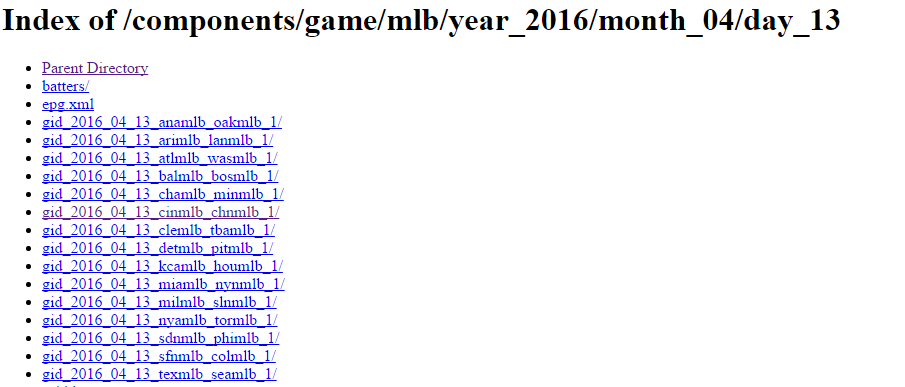 Index of /components/game/mlb/year_2016/month_04/day_13
Parent Directory
batters/
epg.xml
gid_2016_04_13_anamlb_oakmlb_1/
gid_2016_04_13_arimlb_lanmlb_1/
gid_2016_04_13_atlmlb_wasmlb_1/
gid_2016_04_13_balmlb_bosmlb_1/
gid_2016_04_13_chamlb_minmlb_1/
gid_2016_04_13_cinmlb_chnmlb_1/
gid_2016_04_13_clemlb_tbamlb_1/
gid_2016_04_13_detmlb_pitmlb_1/
gid_2016_04_13_kcamlb_houmlb_1/
gid_2016_04_13_miamlb_nynmlb_1/
gid_2016_04_13_milmlb_slnmlb_1/
gid_2016_04_13_nyamlb_tormlb_1/
gid_2016_04_13_sdnmlb_phimlb_1/
gid_2016_04_13_sfnmlb_colmlb_1/
gid_2016_04_13_texmlb_seamlb_1/